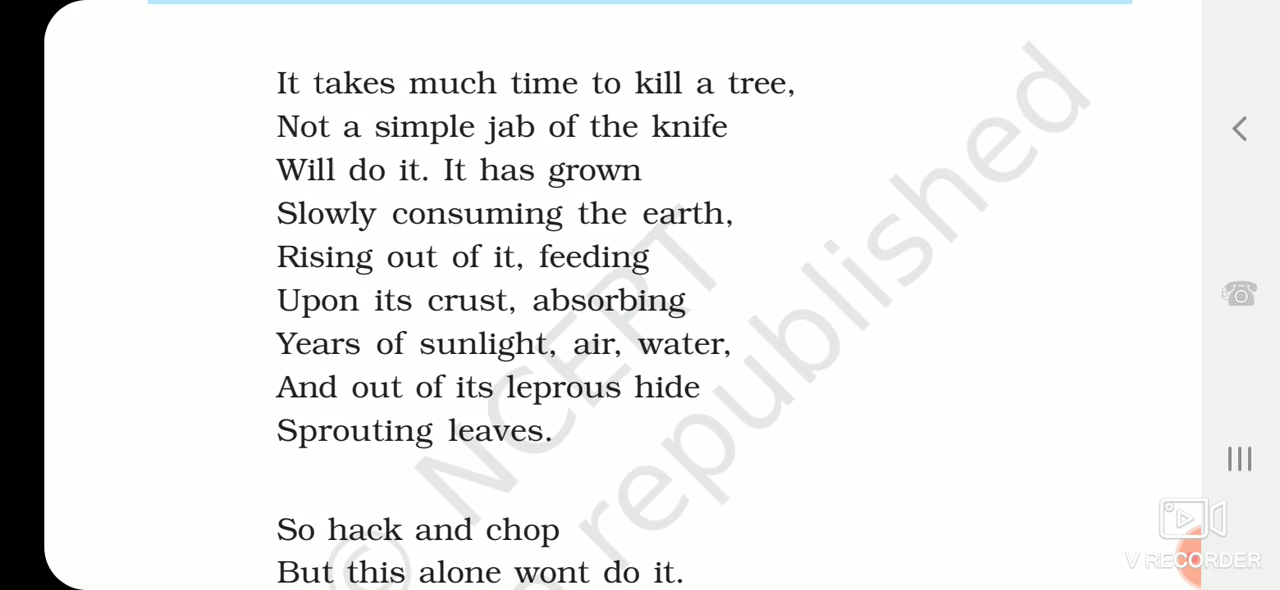 It takes much time to kill a tree,
Not a simple jab of the knife
Will do it. It has grown
Slowly consuming the earth,
Rising out of it, feeding
Upon its crust, absorbing
Years of sunlight, air, water,
And out of its leprous hide
Sprouting leaves.
So hack and chop
But this alone wont do it.
© NCERT
republished
V RECORDER